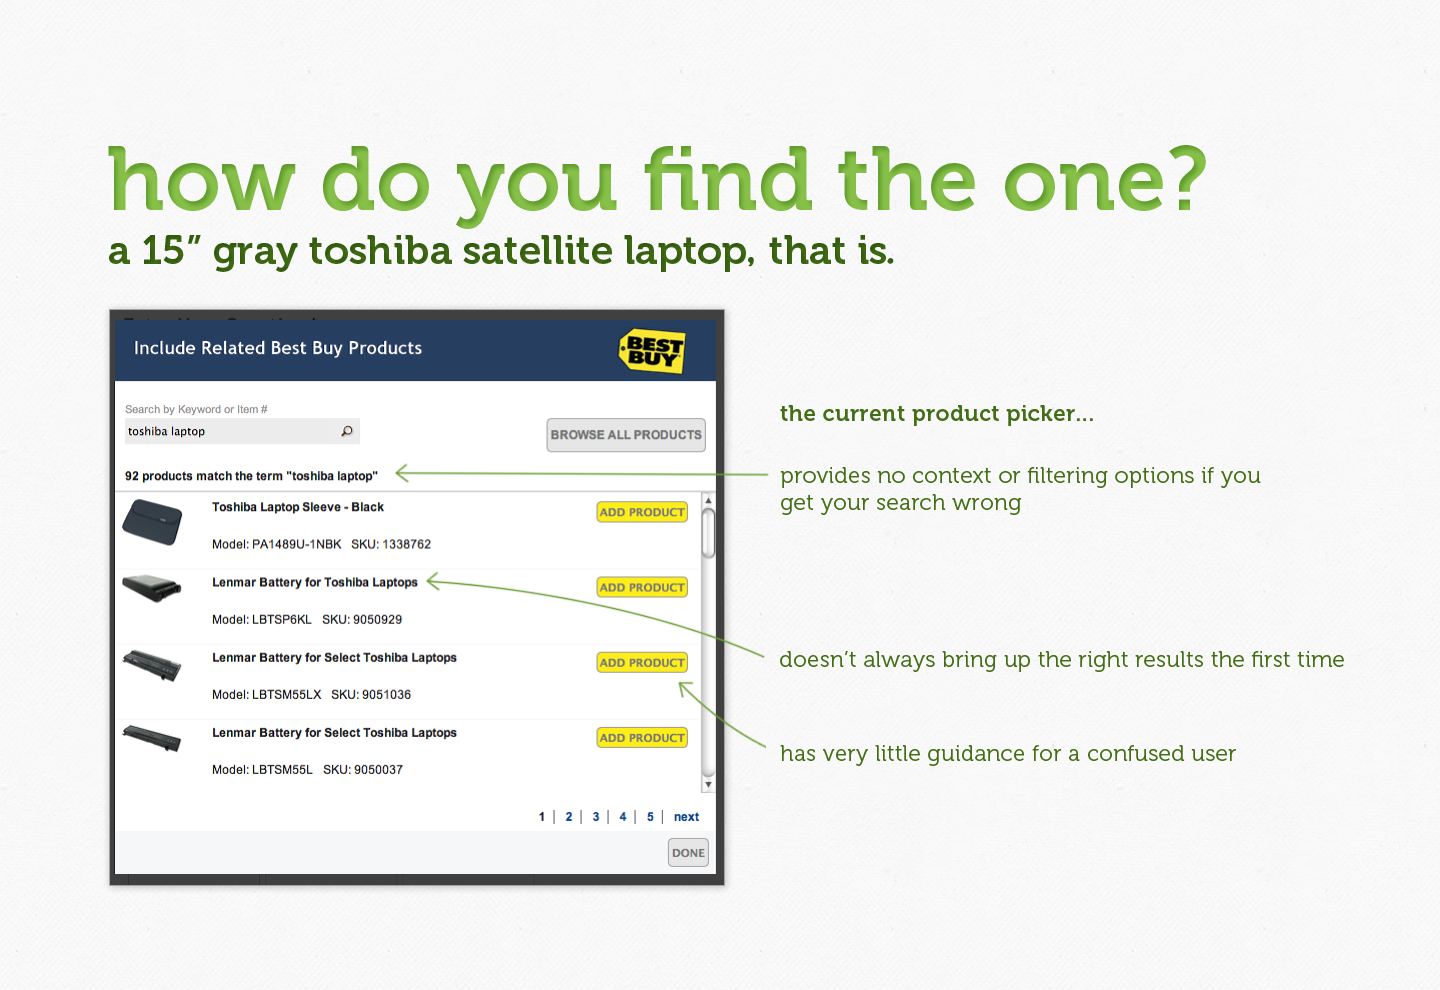 how do you find the one?
a 15” gray toshiba satellite laptop, that is.
Include Related Best Buy Products
BEST
BUY
Search by Keyword or Item #
toshiba laptop
BROWSE ALL PRODUCTS
92 products match the term "toshiba laptop"
Toshiba Laptop Sleeve - Black
ADD PRODUCT
Model: PA1489U-1NBK SKU: 1338762
Lenmar Battery for Toshiba Laptops
ADD PRODUCT
Model: LBTSP6KL SKU: 9050929
Lenmar Battery for Select Toshiba Laptops
ADD PRODUCT
Model: LBTSM55LX SKU: 9051036
Lenmar Battery for Select Toshiba Laptops
ADD PRODUCT
Model: LBTSM55L SKU: 9050037
1 | 2 | 3 | 4 | 5 | next
DONE
the current product picker...
provides no context or filtering options if you
get your search wrong
doesn’t always bring up the right results the first time
has very little guidance for a confused user